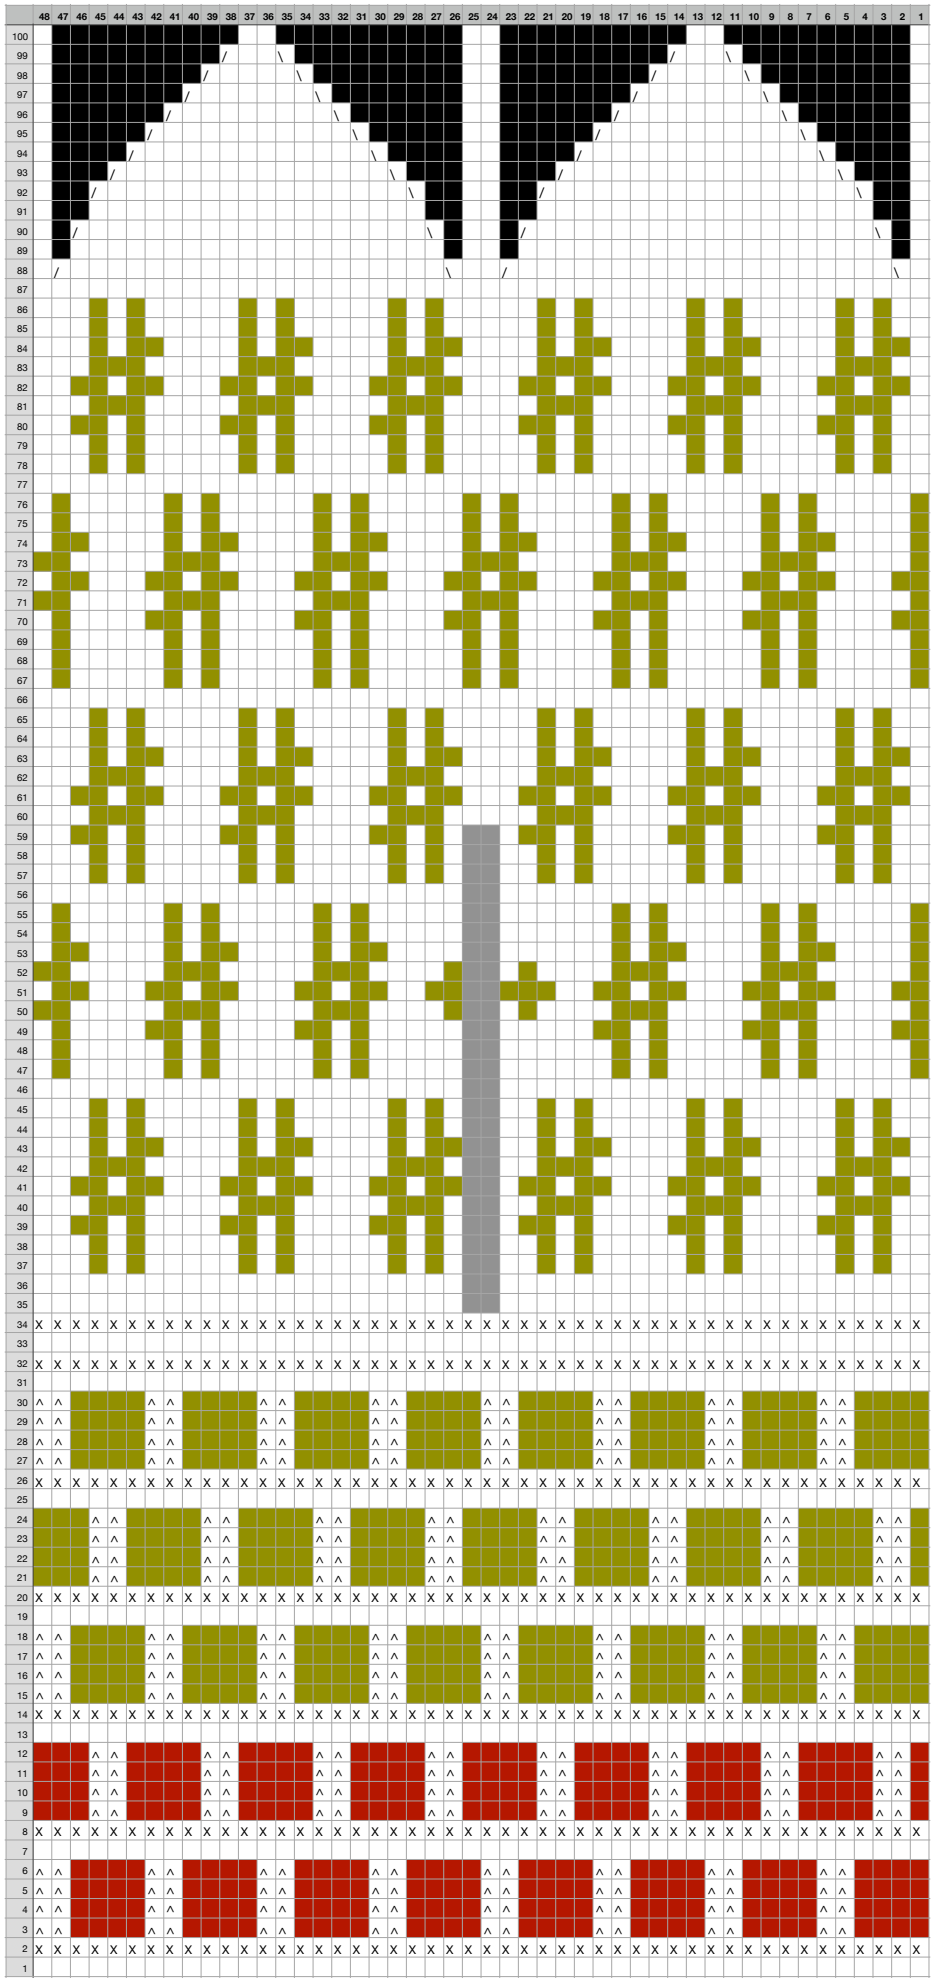 48 47 46 45 44 43 42 41 40 39 38 37 36 35 34 33 32 31 30 29 28 27 26 25 24 23 22 21 20 19 18 17 16 15 14 13 12 11 10 9 8 7 6 5 4 3 2 1
100
99 / \ / \
98 / \ / \
97 / \ / \
96 / \ / \
95 / \ / \
94 / \ / \
93 / \ / \
92 / \ / \
91
90 / \ / \
89
88 / \ / \
87
86
85
84
83
82
81
80
79
78
77
76
75
74
73
72
71
70
69
68
67
66
65
64
63
62
61
60
59
58
57
56
55
54
53
52
51
50
49
48
47
46
45
44
43
42
41
40
39
38
37
36
35
34 X X X X X X X X X X X X X X X X X X X X X X X X X X X X X X X X X X X X X X X X X X X X X X X X
33
32 X X X X X X X X X X X X X X X X X X X X X X X X X X X X X X X X X X X X X X X X X X X X X X X X
31
30 ^ ^ ^ ^ ^ ^ ^ ^ ^ ^ ^ ^ ^ ^ ^ ^
29 ^ ^ ^ ^ ^ ^ ^ ^ ^ ^ ^ ^ ^ ^ ^ ^
28 ^ ^ ^ ^ ^ ^ ^ ^ ^ ^ ^ ^ ^ ^ ^ ^
27 ^ ^ ^ ^ ^ ^ ^ ^ ^ ^ ^ ^ ^ ^ ^ ^
26 X X X X X X X X X X X X X X X X X X X X X X X X X X X X X X X X X X X X X X X X X X X X X X X X
25
24 ^ ^ ^ ^ ^ ^ ^ ^ ^ ^ ^ ^ ^ ^ ^ ^
23 ^ ^ ^ ^ ^ ^ ^ ^ ^ ^ ^ ^ ^ ^ ^ ^
22 ^ ^ ^ ^ ^ ^ ^ ^ ^ ^ ^ ^ ^ ^ ^ ^
21 ^ ^ ^ ^ ^ ^ ^ ^ ^ ^ ^ ^ ^ ^ ^ ^
20 X X X X X X X X X X X X X X X X X X X X X X X X X X X X X X X X X X X X X X X X X X X X X X X X
19
18 ^ ^ ^ ^ ^ ^ ^ ^ ^ ^ ^ ^ ^ ^ ^ ^
17 ^ ^ ^ ^ ^ ^ ^ ^ ^ ^ ^ ^ ^ ^ ^ ^
16 ^ ^ ^ ^ ^ ^ ^ ^ ^ ^ ^ ^ ^ ^ ^ ^
15 ^ ^ ^ ^ ^ ^ ^ ^ ^ ^ ^ ^ ^ ^ ^ ^
14 X X X X X X X X X X X X X X X X X X X X X X X X X X X X X X X X X X X X X X X X X X X X X X X X
13
12 ^ ^ ^ ^ ^ ^ ^ ^ ^ ^ ^ ^ ^ ^ ^ ^
11 ^ ^ ^ ^ ^ ^ ^ ^ ^ ^ ^ ^ ^ ^ ^ ^
10 ^ ^ ^ ^ ^ ^ ^ ^ ^ ^ ^ ^ ^ ^ ^ ^
9 ^ ^ ^ ^ ^ ^ ^ ^ ^ ^ ^ ^ ^ ^ ^ ^
8 X X X X X X X X X X X X X X X X X X X X X X X X X X X X X X X X X X X X X X X X X X X X X X X X
7
6 ^ ^ ^ ^ ^ ^ ^ ^ ^ ^ ^ ^ ^ ^ ^ ^
5 ^ ^ ^ ^ ^ ^ ^ ^ ^ ^ ^ ^ ^ ^ ^ ^
4 ^ ^ ^ ^ ^ ^ ^ ^ ^ ^ ^ ^ ^ ^ ^ ^
3 ^ ^ ^ ^ ^ ^ ^ ^ ^ ^ ^ ^ ^ ^ ^ ^
2 X X X X X X X X X X X X X X X X X X X X X X X X X X X X X X X X X X X X X X X X X X X X X X X X
1